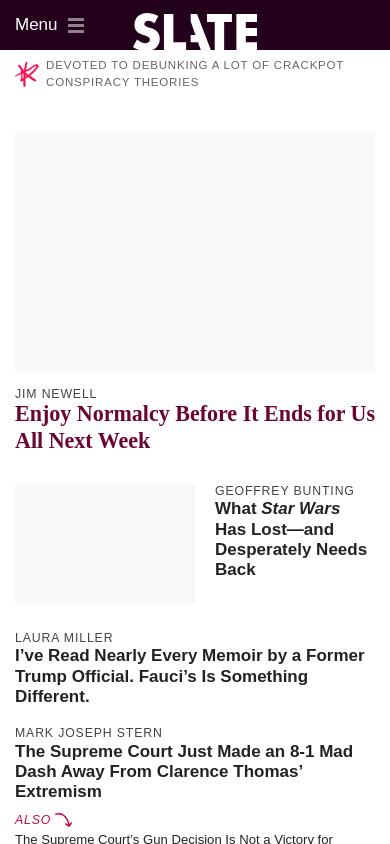 Menu
SLATE
DEVOTED TO DEBUNKING A LOT OF CRACKPOT
CONSPIRACY THEORIES
JIM NEWELL
Enjoy Normalcy Before It Ends for Us
All Next Week
GEOFFREY BUNTING
What Star Wars
Has Lost—and
Desperately Needs
Back
LAURA MILLER
I’ve Read Nearly Every Memoir by a Former
Trump Official. Fauci’s Is Something
Different.
MARK JOSEPH STERN
The Supreme Court Just Made an 8-1 Mad
Dash Away From Clarence Thomas’
Extremism
ALSO
The Supreme Court's Gun Decision Is Not a Victory for